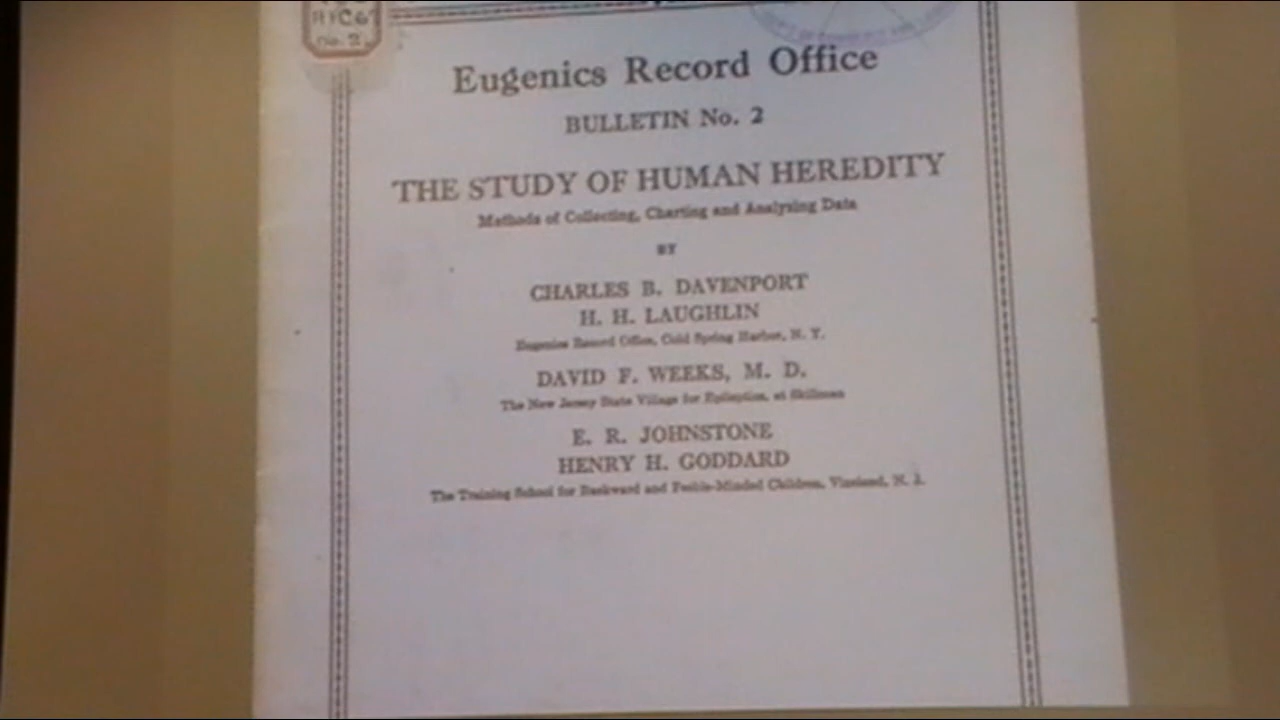 No. 2
Eugenics Record Office
BULLETIN No. 2
THE STUDY OF HUMAN HEREDITY
Methods of Collecting, Charting and Analyzing Data
BY
CHARLES B. DAVENPORT
H. H. LAUGHLIN
Eugenics Record Office, Cold Spring Harbor, N. Y.
DAVID F. WEEKS, M. D.
The New Jersey State Village for Epileptics, at Skillman
E. R. JOHNSTONE
HENRY H. GODDARD
The Training School for Backward and Feeble-Minded Children, Vineland, N. J.